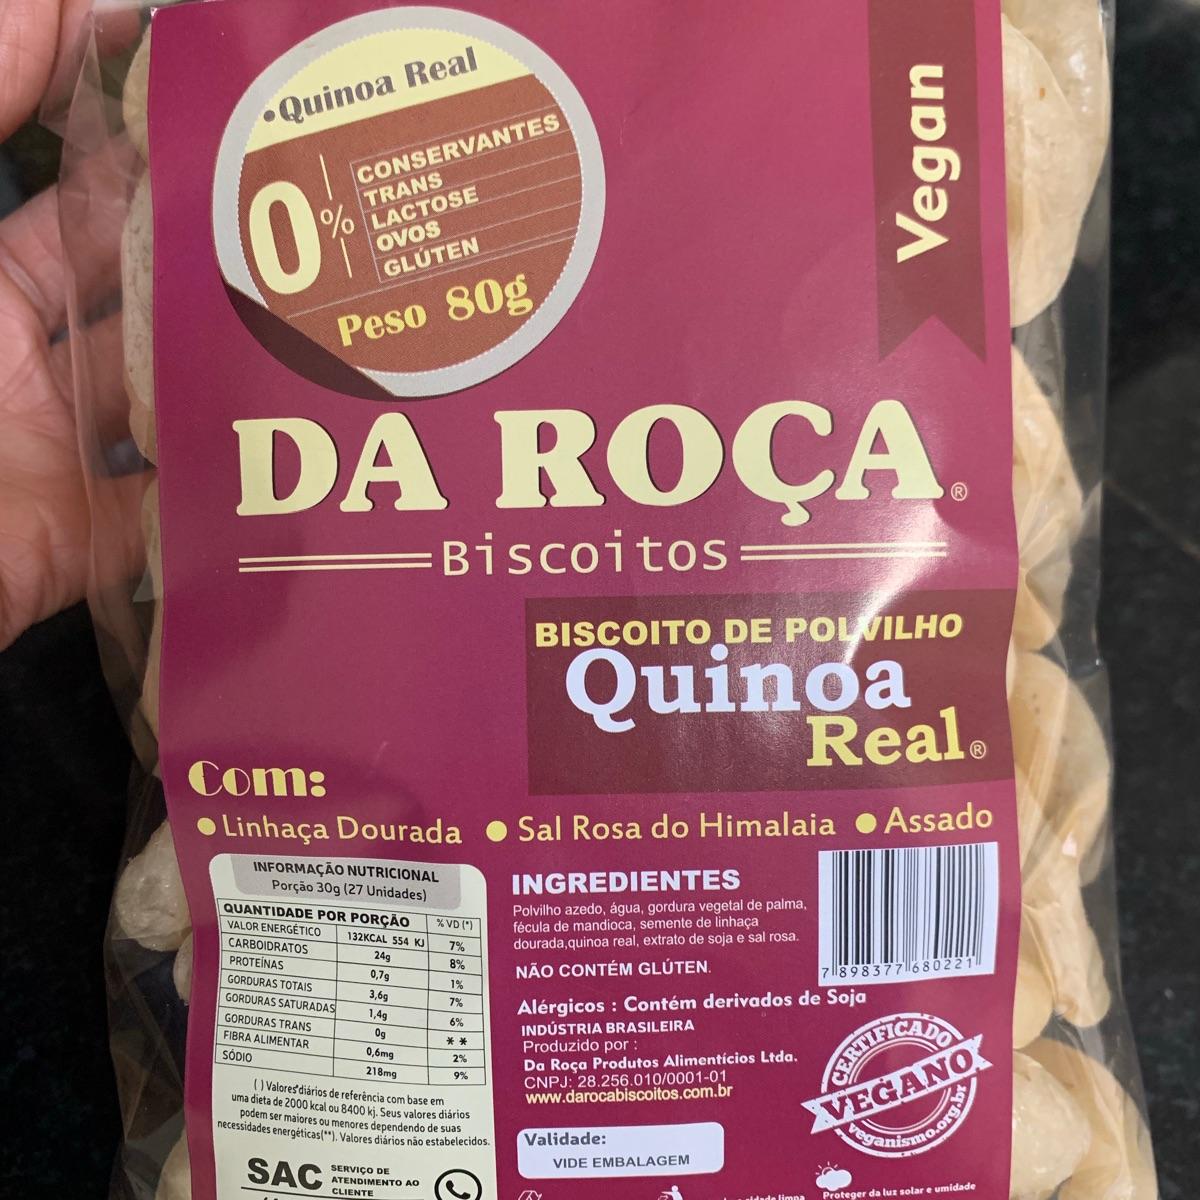 •Quinoa Real
0%
CONSERVANTES
TRANS
LACTOSE
OVOS
GLÚTEN
Peso 80g
Vegan
DA ROÇA®
Biscoitos
BISCOITO DE POLVILHO
Quinoa
Real®
Com:
● Linhaça Dourada ● Sal Rosa do Himalaia ● Assado
INFORMAÇÃO NUTRICIONAL
Porção 30g (27 Unidades)
QUANTIDADE POR PORÇÃO % VD (*)
VALOR ENERGÉTICO 132KCAL 554 KJ 7%
CARBOIDRATOS 24g 8%
PROTEÍNAS 0,7g 1%
GORDURAS TOTAIS 3,6g 7%
GORDURAS SATURADAS 1,4g 6%
GORDURAS TRANS 0g * *
FIBRA ALIMENTAR 0,6mg 2%
SÓDIO 218mg 9%
( ) Valores*diários de referência com base em
uma dieta de 2000 kcal ou 8400 kj. Seus valores diários
podem ser maiores ou menores dependendo de suas
necessidades energéticas(**). Valores diários não estabelecidos.
SAC
SERVIÇO DE
ATENDIMENTO AO
CLIENTE
INGREDIENTES
Polvilho azedo, água, gordura vegetal de palma,
fécula de mandioca, semente de linhaça
dourada,quinoa real, extrato de soja e sal rosa.
NÃO CONTÉM GLÚTEN.
7 898377 680221
Alérgicos : Contém derivados de Soja
INDÚSTRIA BRASILEIRA
Produzido por :
Da Roça Produtos Alimentícios Ltda.
CNPJ: 28.256.010/0001-01
www.darocabiscoitos.com.br
CERTIFICADO
VEGANO
veganismo.org.br
Validade:
VIDE EMBALAGEM
Proteger da luz solar e umidade